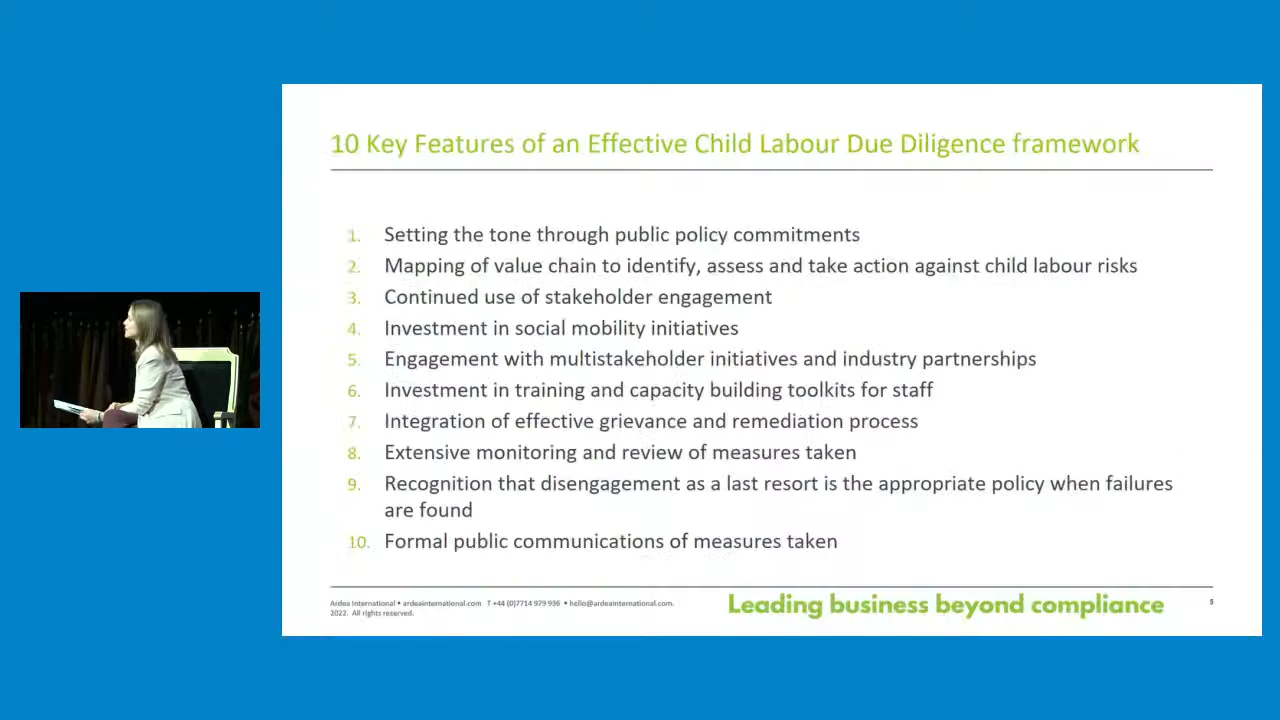 10 Key Features of an Effective Child Labour Due Diligence framework
1. Setting the tone through public policy commitments
2. Mapping of value chain to identify, assess and take action against child labour risks
3. Continued use of stakeholder engagement
4. Investment in social mobility initiatives
5. Engagement with multistakeholder initiatives and industry partnerships
6. Investment in training and capacity building toolkits for staff
7. Integration of effective grievance and remediation process
8. Extensive monitoring and review of measures taken
9. Recognition that disengagement as a last resort is the appropriate policy when failures
are found
10. Formal public communications of measures taken
Ardea International • ardeainternational.com T +44 (0)7714 979 936 • hello@ardeainternational.com.
2022. All rights reserved.
Leading business beyond compliance
5